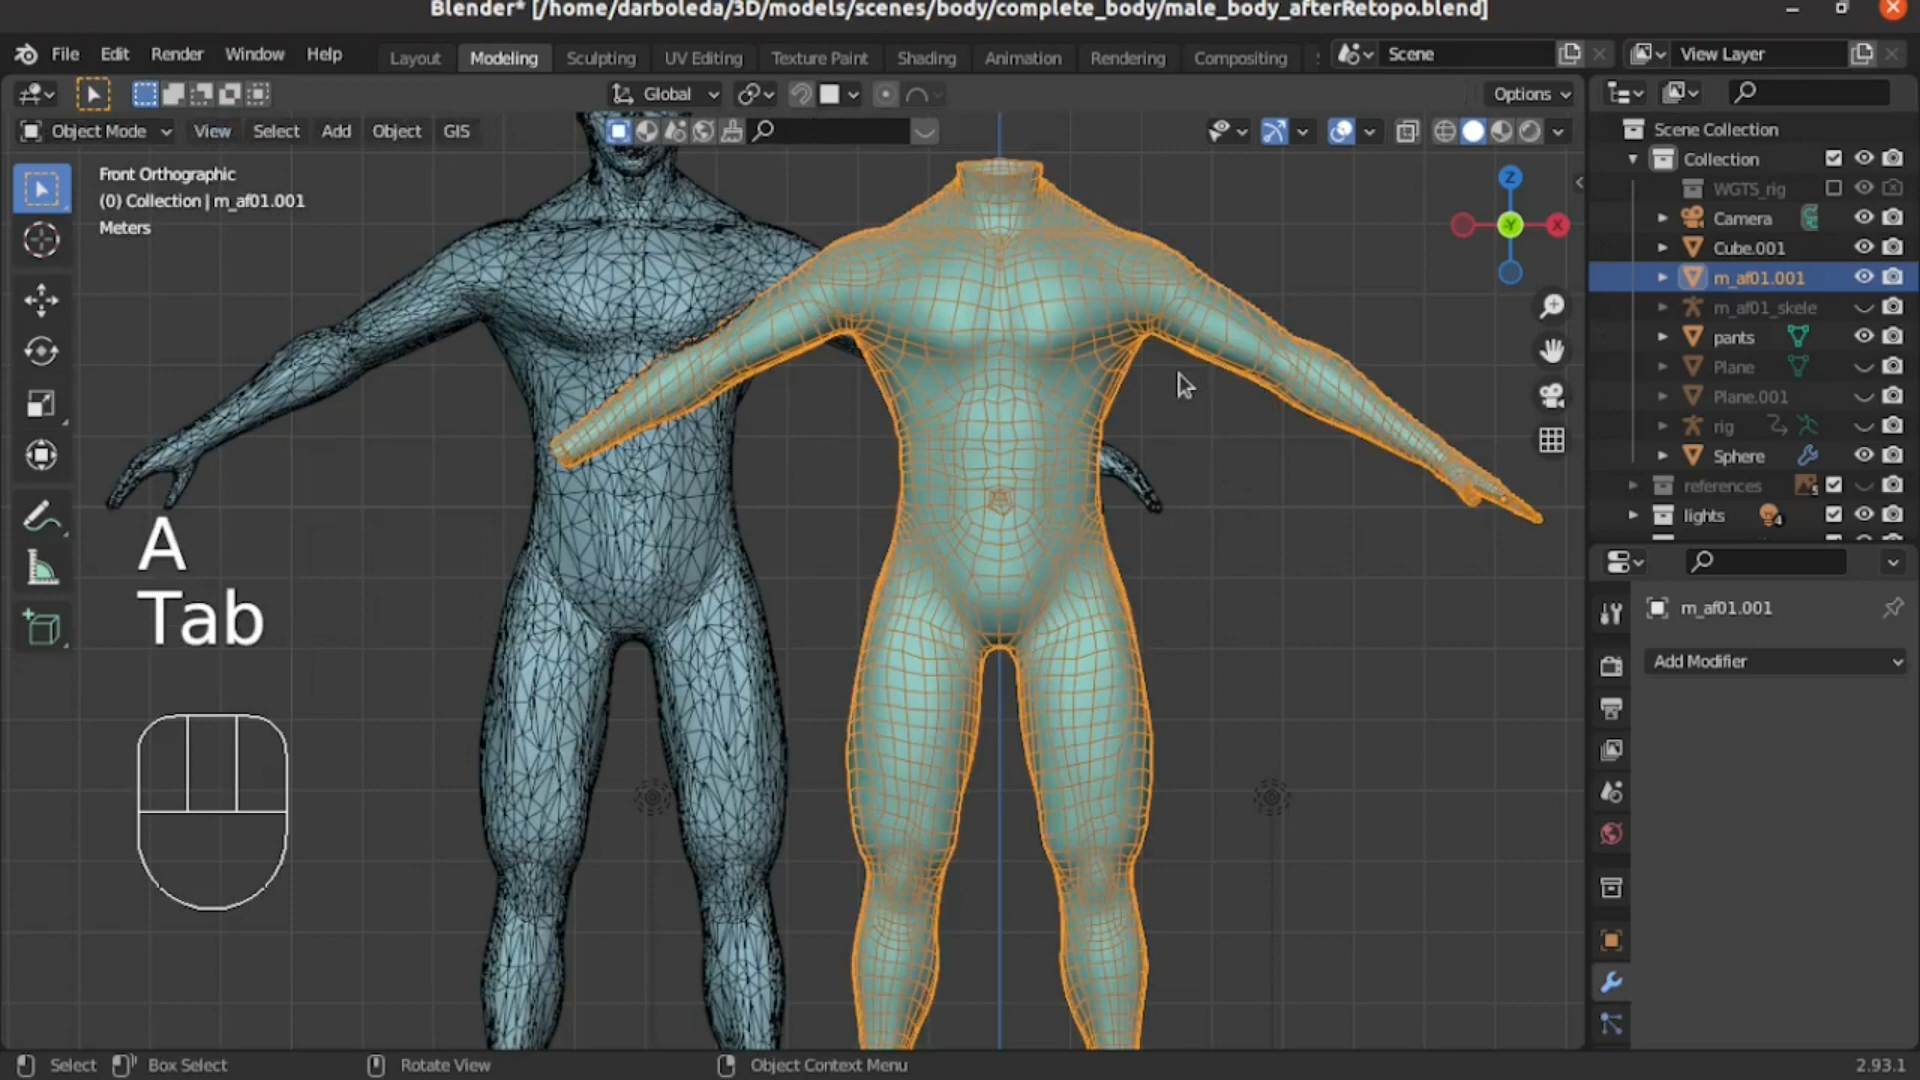 Blender* [/home/darboleda/3D/models/scenes/body/complete_body/male_body_afterRetopo.blend]
File Edit Render Window Help Layout Modeling Sculpting UV Editing Texture Paint Shading Animation Rendering Compositing Scene View Layer
Global Options
Object Mode View Select Add Object GIS
Front Orthographic
(0) Collection | m_af01.001
Meters
Z
Y
X
Scene Collection
Collection
WGTS_rig
Camera
Cube.001
m_af01.001
m_af01_skele
pants
Plane
Plane.001
rig
Sphere
references 5
lights 4
m_af01.001
Add Modifier
A
Tab
Select Box Select Rotate View Object Context Menu 2.93.1